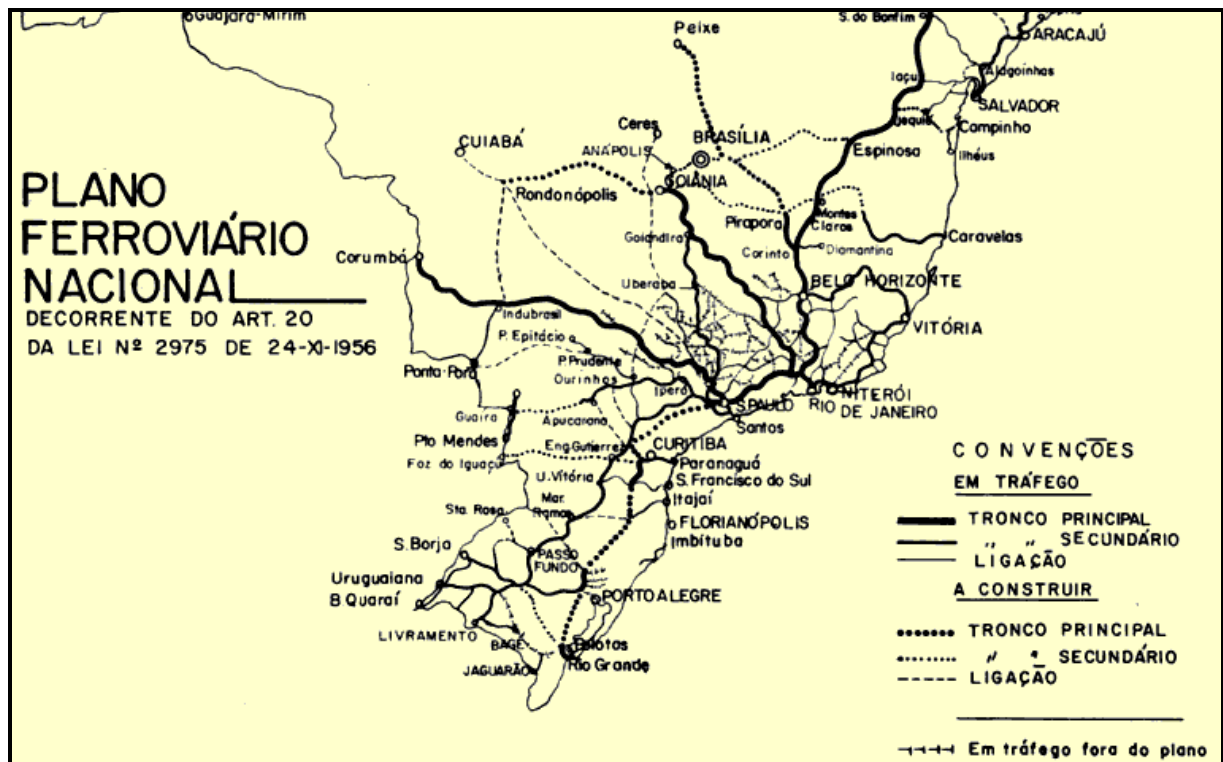 PLANO
FERROVIÁRIO
NACIONAL
DECORRENTE DO ART. 20
DA LEI Nº 2975 DE 24-XI-1956
Guajará-Mirim
S. do Bonfim
ARACAJÚ
Peixe
Iaçu
Alagoinhas
SALVADOR
Ceres
BRASÍLIA
Jequié
Campinho
CUIABÁ
ANÁPOLIS
Espinosa
Ilhéus
GOIÂNIA
Rondonópolis
Pirapora
Montes
Claros
Caravelas
Goiandira
Corinto
Diamantina
Corumbá
Uberaba
BELO HORIZONTE
Indubrasil
VITÓRIA
P. Epitácio
P. Prudente
Ponta-Porã
Ourinhos
Iperó
NITERÓI
S. PAULO
RIO
DE JANEIRO
Guaíra
Apucarana
Santos
Pto Mendes
Eng. Gutierrez
CURITIBA
Foz do Iguaçu
Paranaguá
U. Vitória
S. Francisco do Sul
Itajaí
Mar.
Ramos
Sta. Rosa
FLORIANÓPOLIS
Imbituba
S. Borja
PASSO
FUNDO
Uruguaiana
B Quaraí
PORTO ALEGRE
LIVRAMENTO
BAGÉ
Pelotas
Rio Grande
JAGUARÃO
CONVENÇÕES
EM TRÁFEGO
TRONCO PRINCIPAL
" " SECUNDÁRIO
LIGAÇÃO
A CONSTRUIR
TRONCO PRINCIPAL
" " SECUNDÁRIO
LIGAÇÃO
Em tráfego fora do plano